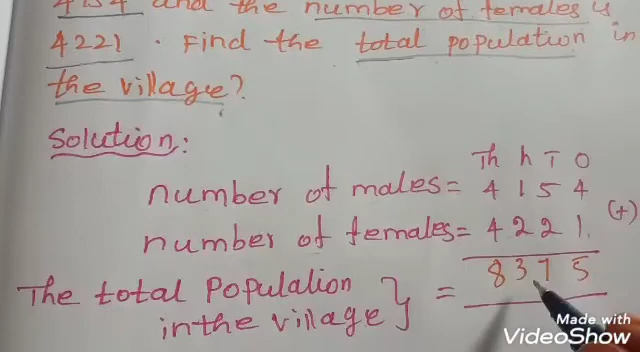 4154 and the number of females is
4221. Find the total population in
the village?
Solution:
Th h T O
number of males = 4 1 5 4
number of females = 4 2 2 1 (+)
The total Population } = 8 3 7 5
in the village
Made with
VideoShow